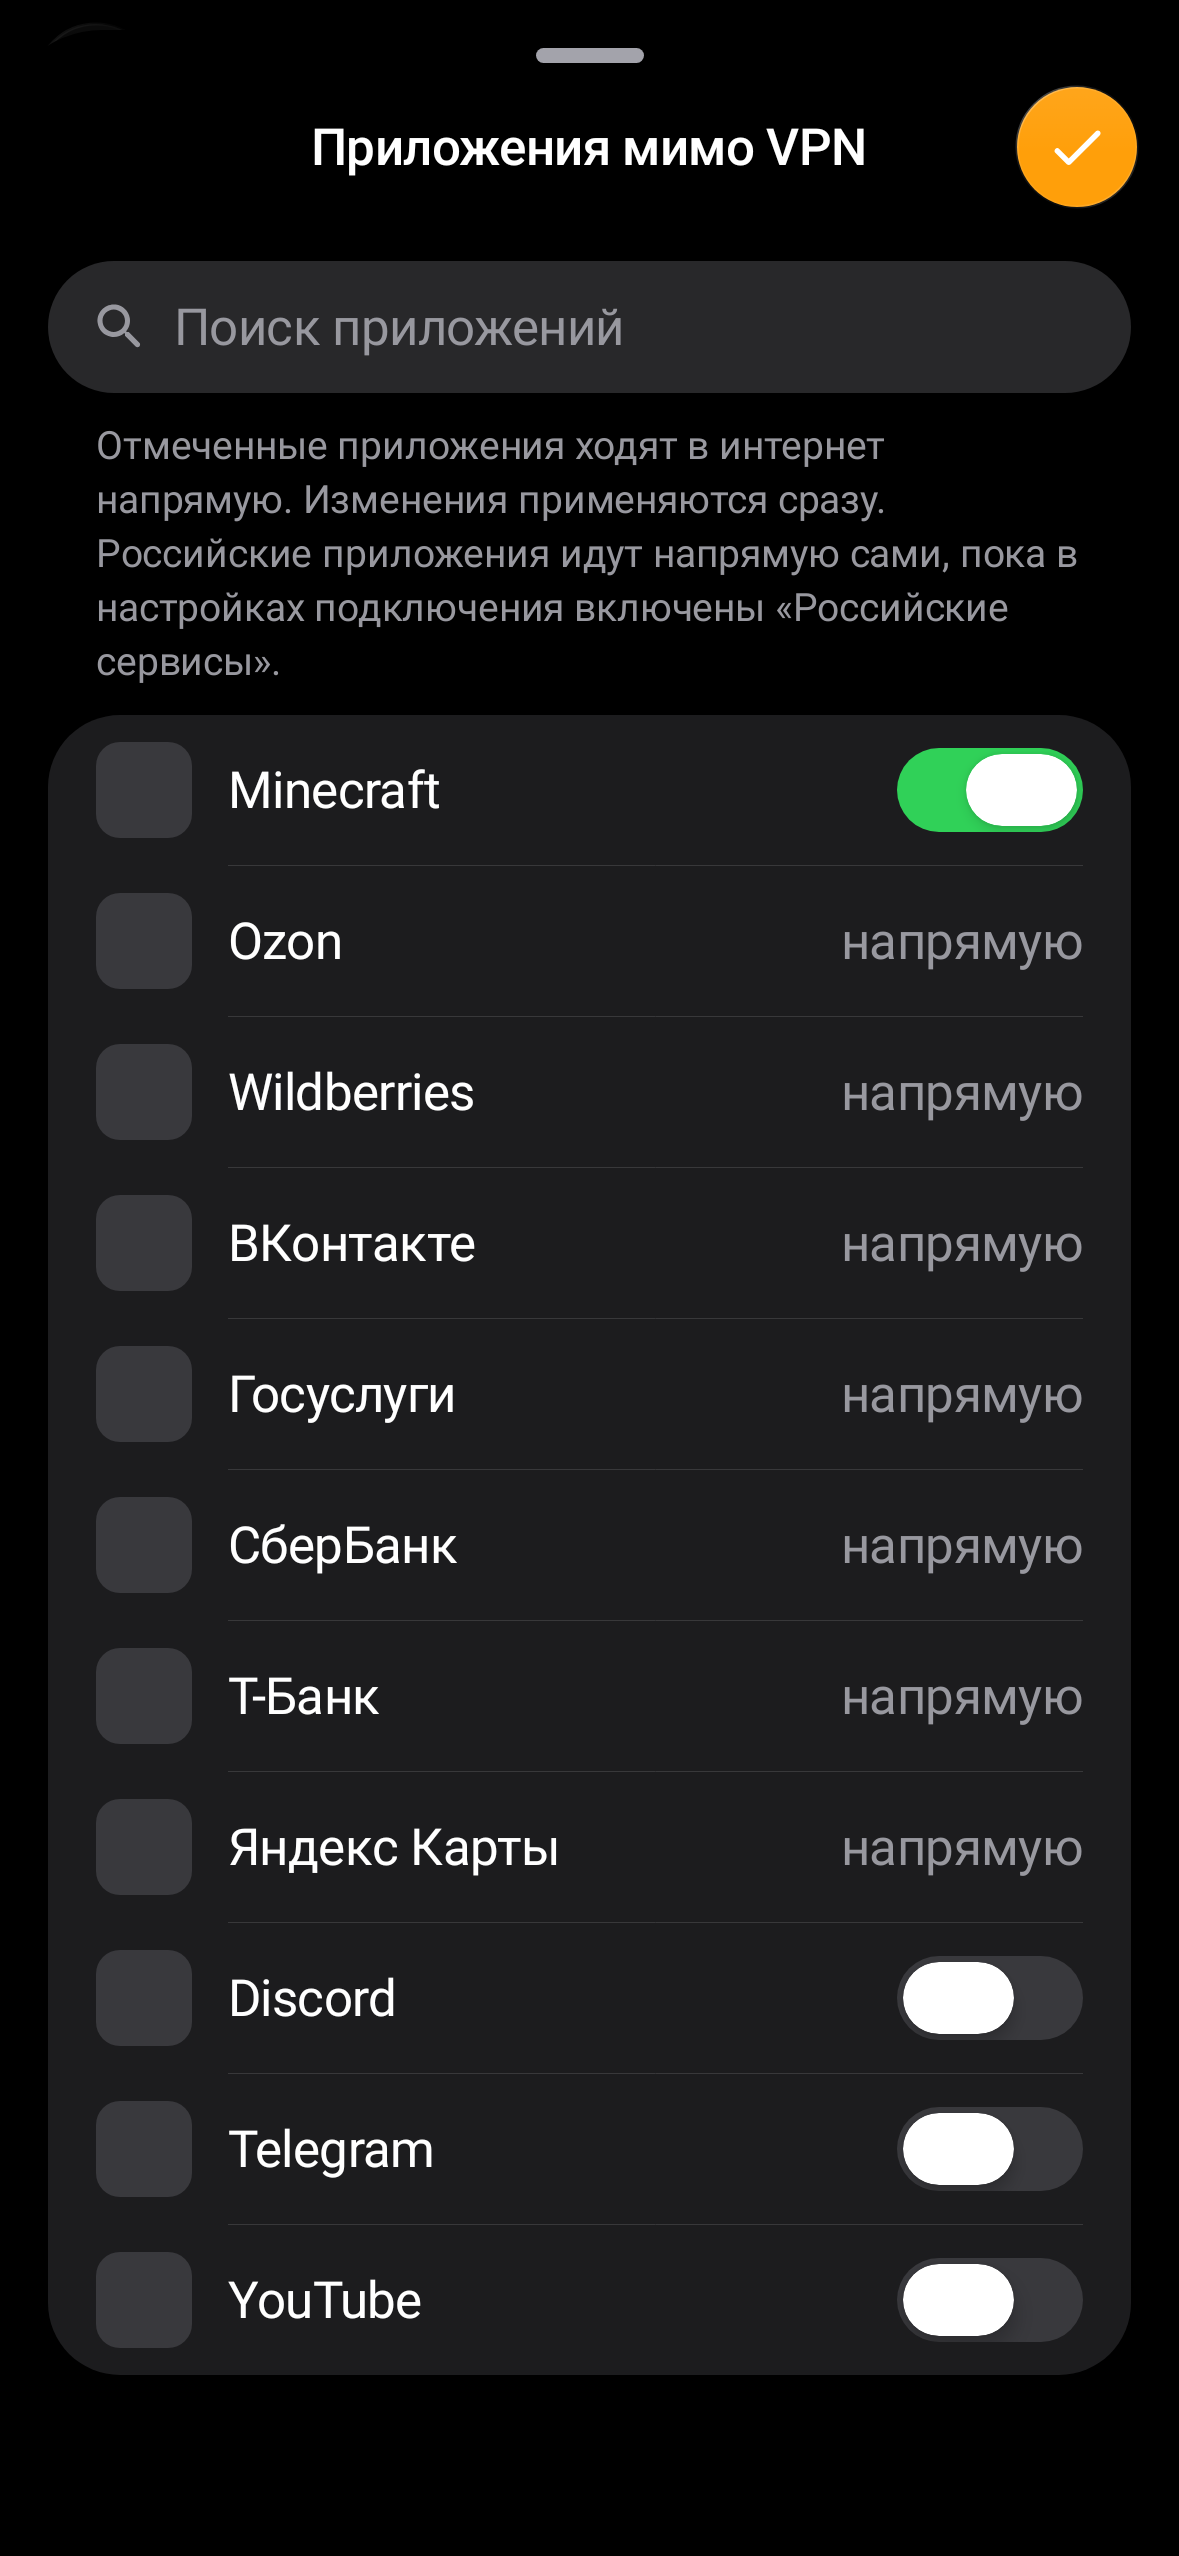 Приложения мимо VPN
Поиск приложений
Отмеченные приложения ходят в интернет
напрямую. Изменения применяются сразу.
Российские приложения идут напрямую сами, пока в
настройках подключения включены «Российские
сервисы».
Minecraft
Ozon напрямую
Wildberries напрямую
ВКонтакте напрямую
Госуслуги напрямую
СберБанк напрямую
Т-Банк напрямую
Яндекс Карты напрямую
Discord
Telegram
YouTube